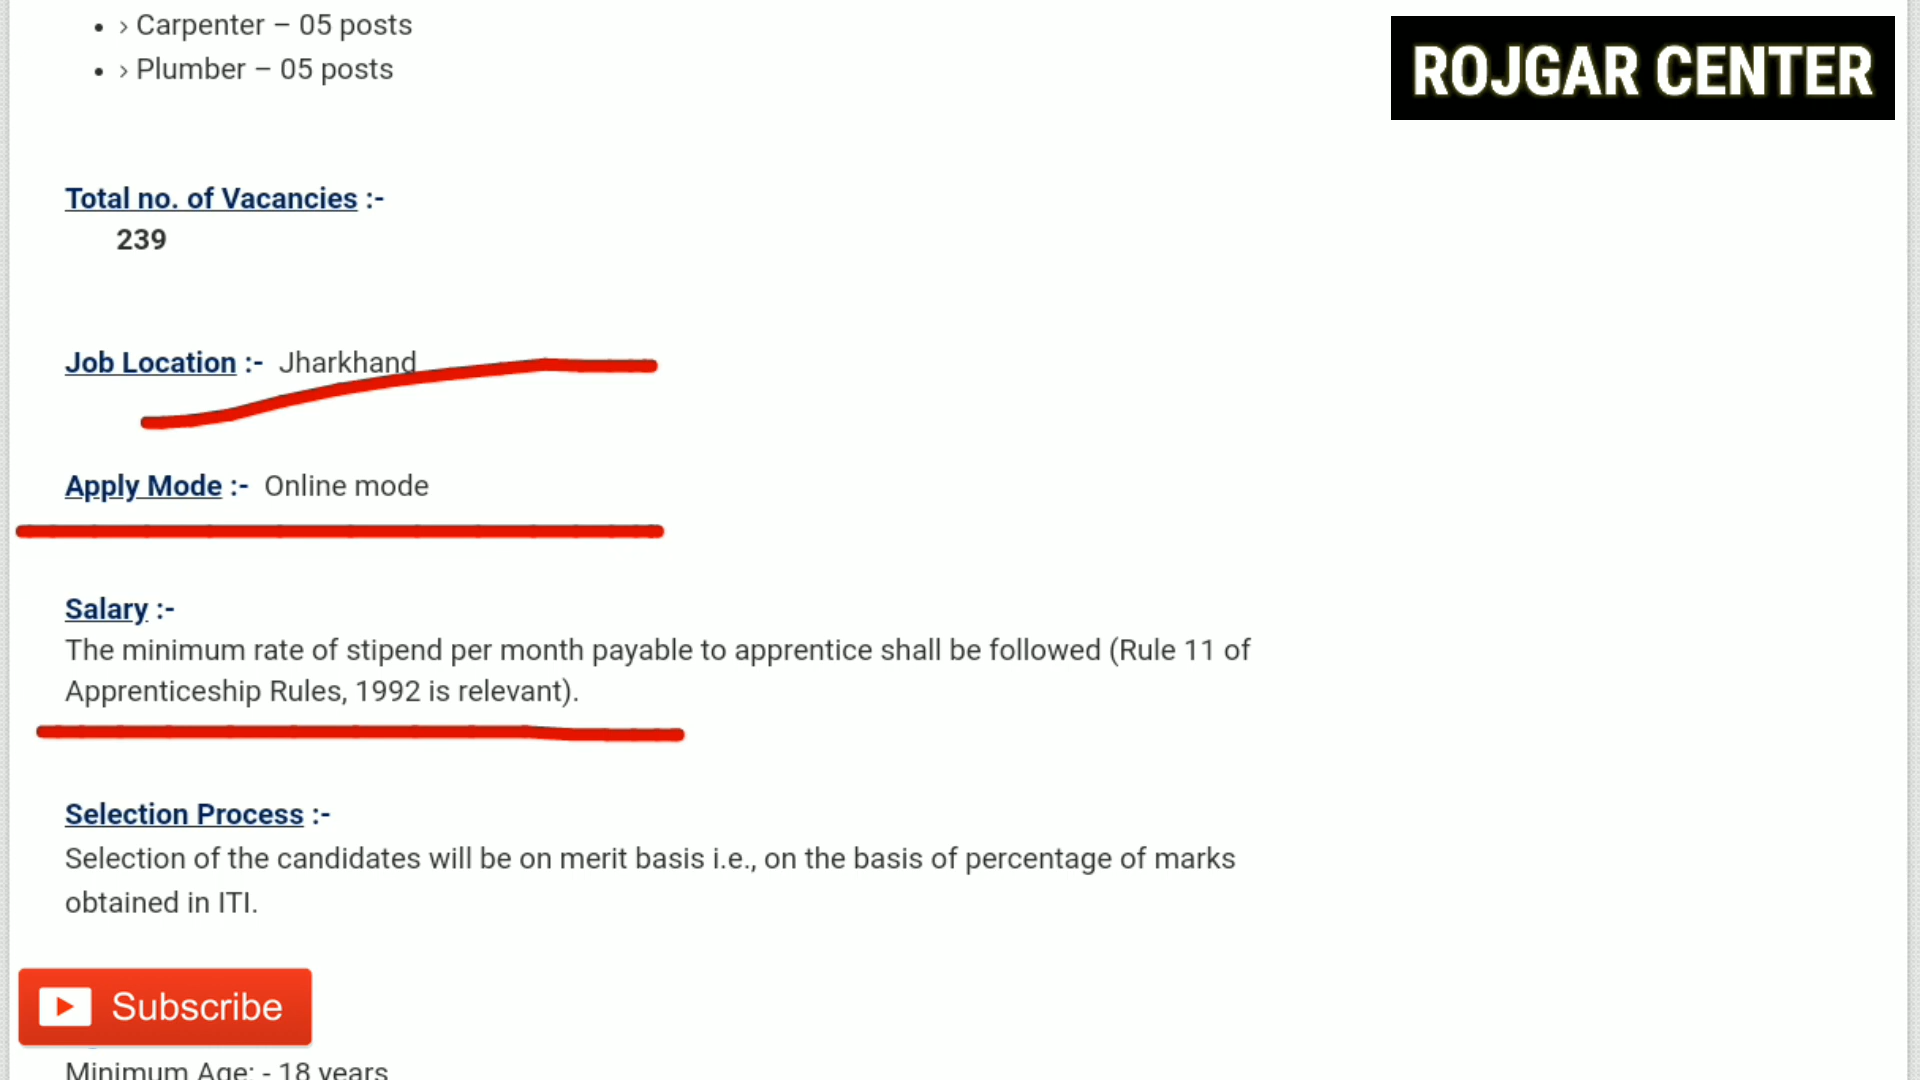 • › Carpenter – 05 posts
• › Plumber – 05 posts
ROJGAR CENTER
Total no. of Vacancies :-
239
Job Location :- Jharkhand
Apply Mode :- Online mode
Salary :-
The minimum rate of stipend per month payable to apprentice shall be followed (Rule 11 of
Apprenticeship Rules, 1992 is relevant).
Selection Process :-
Selection of the candidates will be on merit basis i.e., on the basis of percentage of marks
obtained in ITI.
Subscribe
Minimum Age: - 18 years